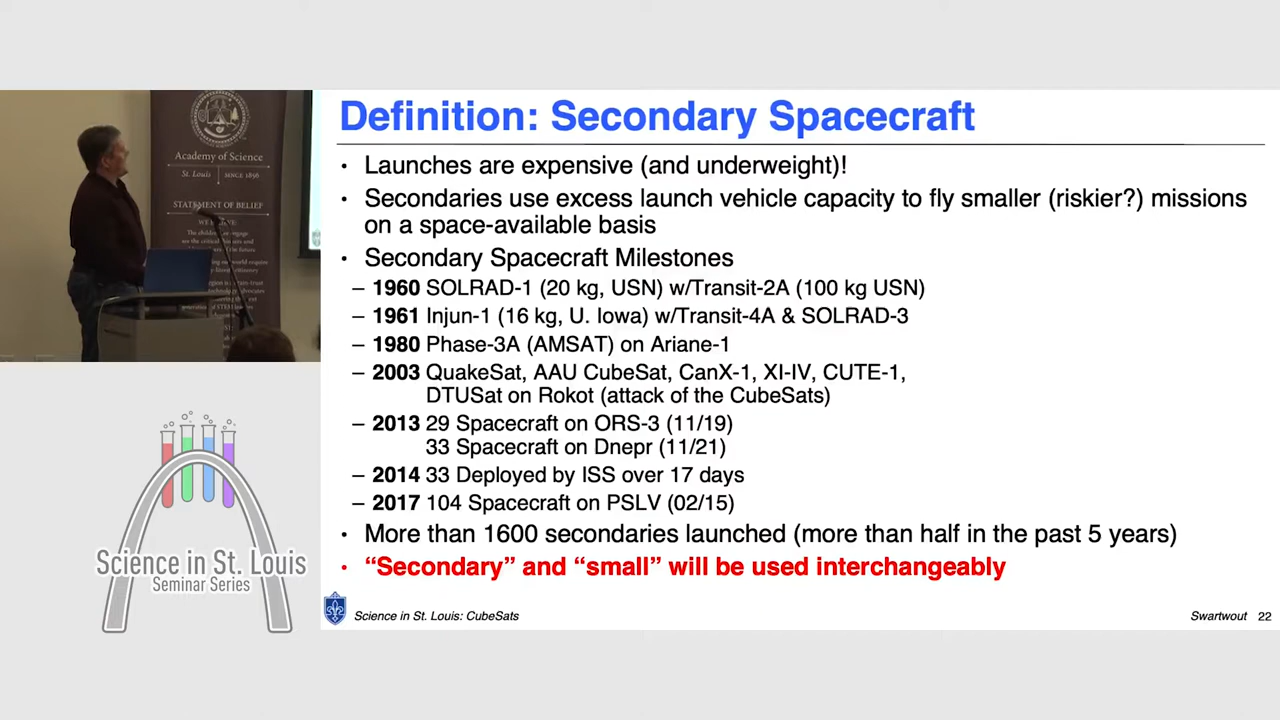 Definition: Secondary Spacecraft
• Launches are expensive (and underweight)!
• Secondaries use excess launch vehicle capacity to fly smaller (riskier?) missions
on a space-available basis
• Secondary Spacecraft Milestones
– 1960 SOLRAD-1 (20 kg, USN) w/Transit-2A (100 kg USN)
– 1961 Injun-1 (16 kg, U. Iowa) w/Transit-4A & SOLRAD-3
– 1980 Phase-3A (AMSAT) on Ariane-1
– 2003 QuakeSat, AAU CubeSat, CanX-1, XI-IV, CUTE-1,
DTUSat on Rokot (attack of the CubeSats)
– 2013 29 Spacecraft on ORS-3 (11/19)
33 Spacecraft on Dnepr (11/21)
– 2014 33 Deployed by ISS over 17 days
– 2017 104 Spacecraft on PSLV (02/15)
• More than 1600 secondaries launched (more than half in the past 5 years)
• “Secondary” and “small” will be used interchangeably
Science in St. Louis: CubeSats
Swartwout 22
Academy of Science
St. Louis SINCE 1856
STATEMENT OF BELIEF
Science in St. Louis
Seminar Series